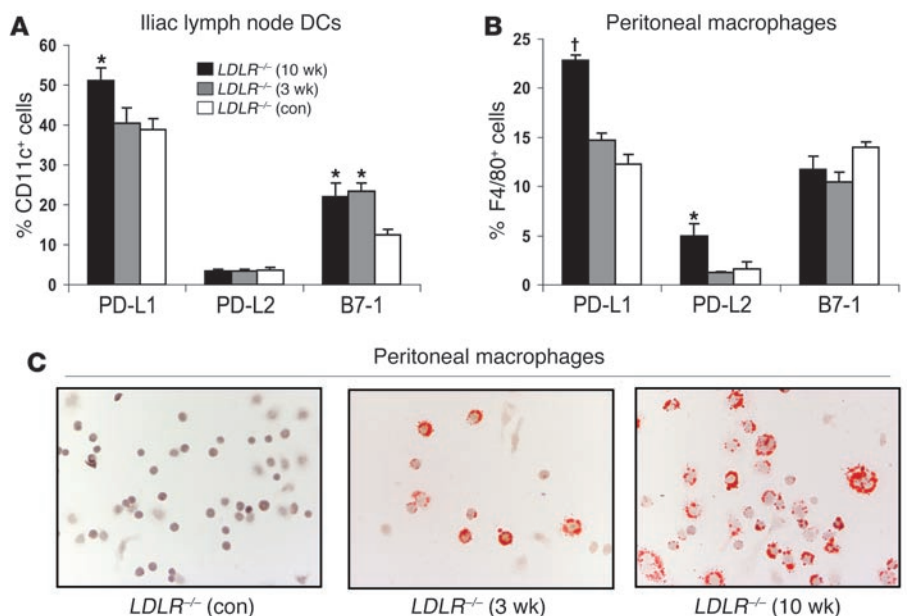 A
Iliac lymph node DCs
% CD11c+ cells
60
50
40
30
20
10
0
*
* *
LDLR−/− (10 wk)
LDLR−/− (3 wk)
LDLR−/− (con)
PD-L1 PD-L2 B7-1
B
Peritoneal macrophages
% F4/80+ cells
25
20
15
10
5
0
†
*
PD-L1 PD-L2 B7-1
C
Peritoneal macrophages
LDLR−/− (con) LDLR−/− (3 wk) LDLR−/− (10 wk)